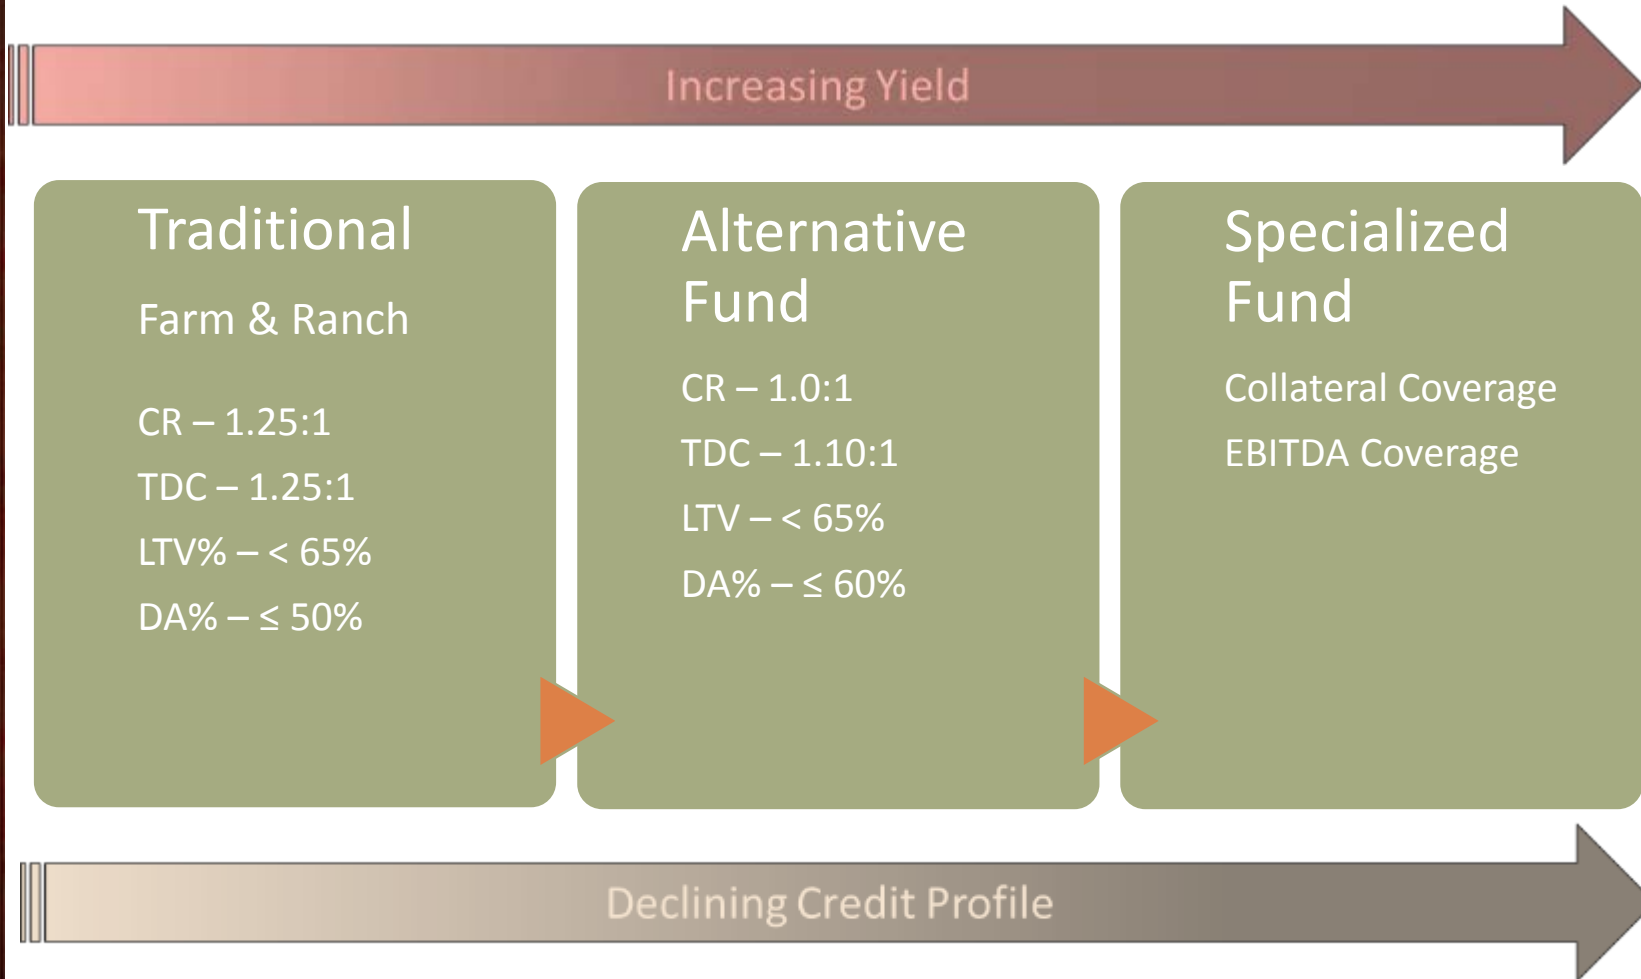 Increasing Yield
Traditional
Farm & Ranch
CR – 1.25:1
TDC – 1.25:1
LTV% – < 65%
DA% – ≤ 50%
Alternative
Fund
CR – 1.0:1
TDC – 1.10:1
LTV – < 65%
DA% – ≤ 60%
Specialized
Fund
Collateral Coverage
EBITDA Coverage
Declining Credit Profile